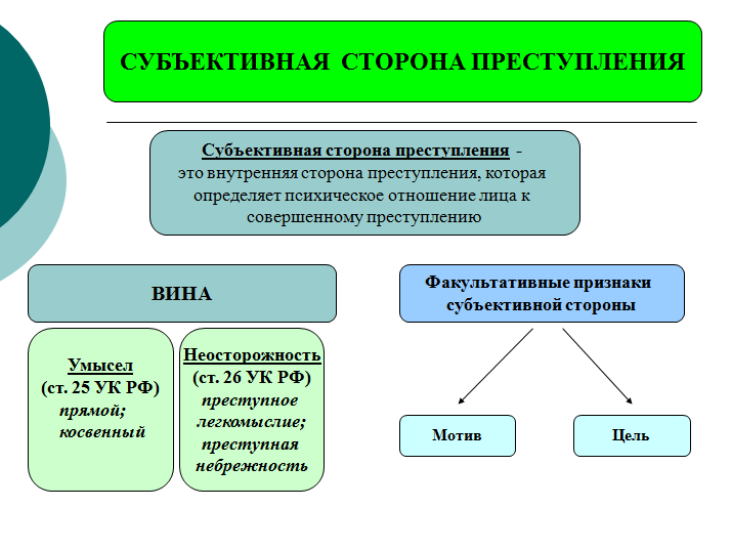 СУБЪЕКТИВНАЯ СТОРОНА ПРЕСТУПЛЕНИЯ
Субъективная сторона преступления -
это внутренняя сторона преступления, которая
определяет психическое отношение лица к
совершенному преступлению
ВИНА
Умысел
(ст. 25 УК РФ)
прямой;
косвенный
Неосторожность
(ст. 26 УК РФ)
преступное
легкомыслие;
преступная
небрежность
Факультативные признаки
субъективной стороны
Мотив
Цель